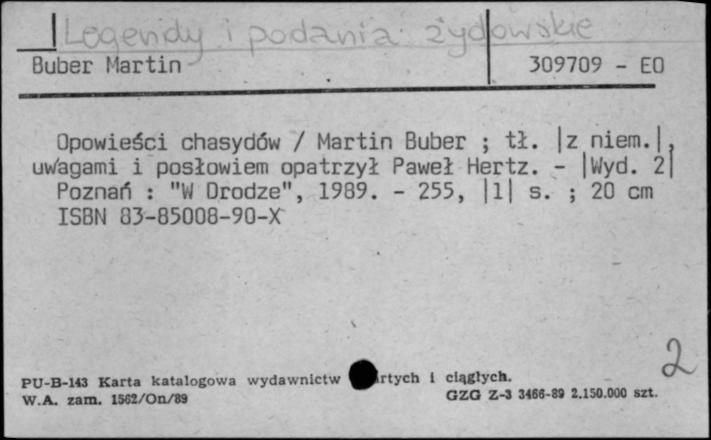 Legendy i podania żydowskie
Buber Martin 309709 - EO
Opowieści chasydów / Martin Buber ; tł. |z niem.|,
uwagami i posłowiem opatrzył Paweł Hertz. - |Wyd. 2|
Poznań : "W Drodze", 1989. - 255, |1| s. ; 20 cm
ISBN 83-85008-90-X
2
PU-B-143 Karta katalogowa wydawnictw rtych i ciągłych.
W.A. zam. 1562/On/89 GZG Z-3 3466-89 2.150.000 szt.